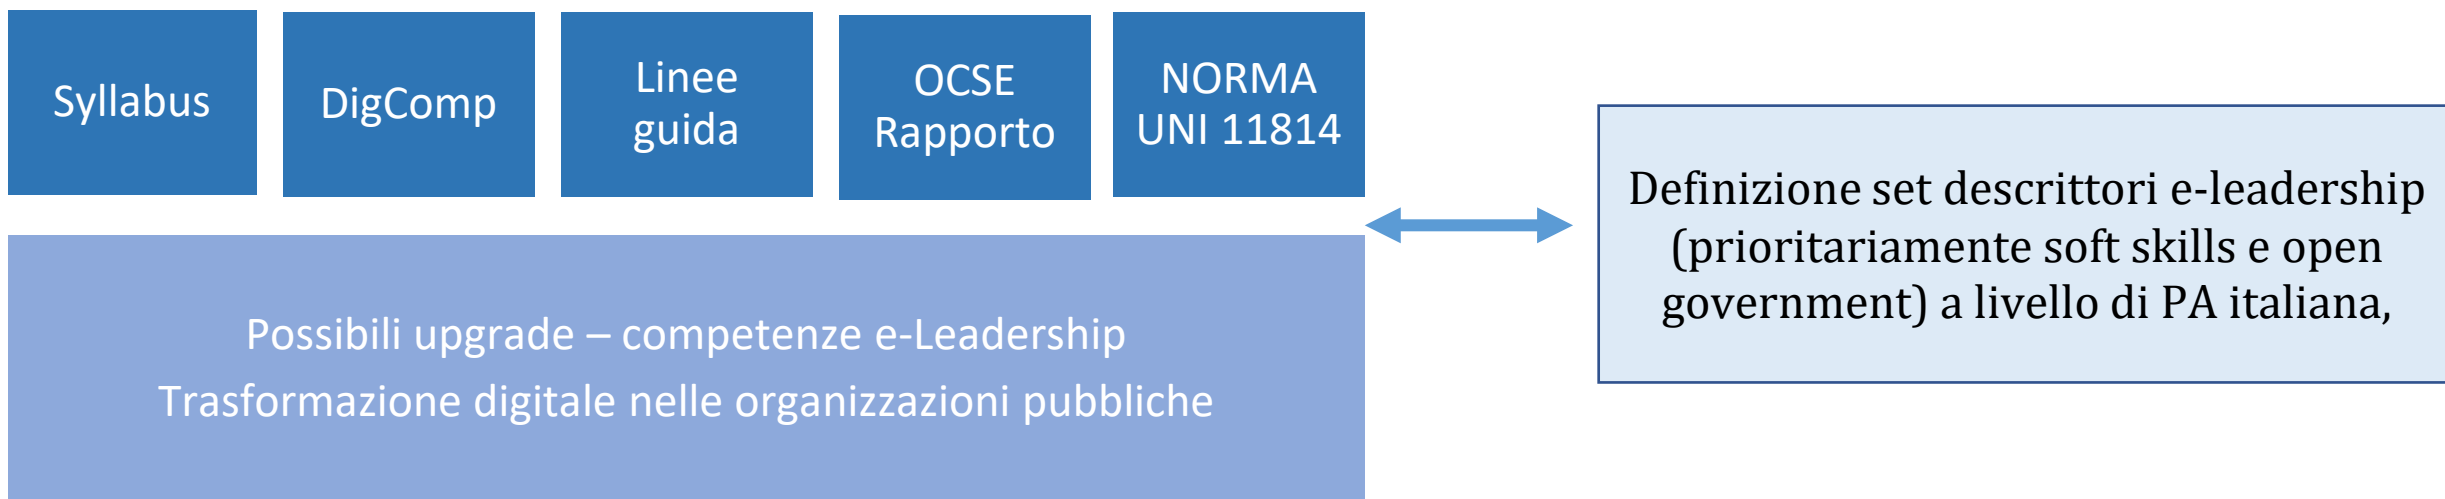 Syllabus
DigComp
Linee
guida
OCSE
Rapporto
NORMA
UNI 11814
Possibili upgrade – competenze e-Leadership
Trasformazione digitale nelle organizzazioni pubbliche
Definizione set descrittori e-leadership
(prioritariamente soft skills e open
government) a livello di PA italiana,